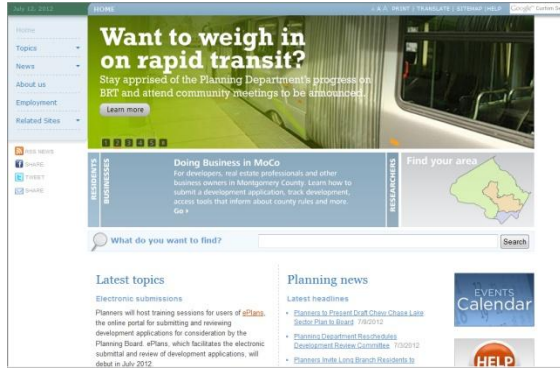 July 12, 2012
HOME
A A A PRINT | TRANSLATE | SITEMAP |HELP
Google™ Custom Se
Home
Topics
News
About us
Employment
Related Sites
RSS NEWS
SHARE
TWEET
SHARE
Want to weigh in
on rapid transit?
Stay apprised of the Planning Department's progress on
BRT and attend community meetings to be announced.
Learn more
1 2 3 4 5 6
RESIDENTS
BUSINESSES
Doing Business in MoCo
For developers, real estate professionals and other
business owners in Montgomery County. Learn how to
submit a development application, track development,
access tools that inform about county rules and more.
Go
RESEARCHERS
Find your area
What do you want to find?
Search
Latest topics
Electronic submissions
Planners will host training sessions for users of ePlans,
the online portal for submitting and reviewing
development applications for consideration by the
Planning Board. ePlans, which facilitates the electronic
submittal and review of development applications, will
debut in July 2012.
Planning news
Latest headlines
Planners to Present Draft Chevy Chase Lake
Sector Plan to Board 7/9/2012
Planning Department Reschedules
Development Review Committee 7/3/2012
Planners Invite Long Branch Residents to
EVENTS
Calendar
HELP